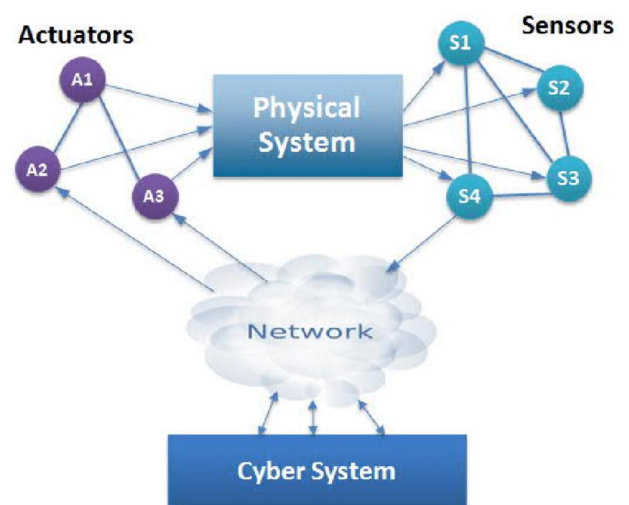 Actuators
Sensors
A1
A2
A3
Physical
System
S1
S2
S3
S4
Network
Cyber System